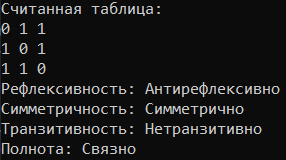 Считанная таблица:
0 1 1
1 0 1
1 1 0
Рефлексивность: Антирефлексивно
Симметричность: Симметрично
Транзитивность: Нетранзитивно
Полнота: Связно